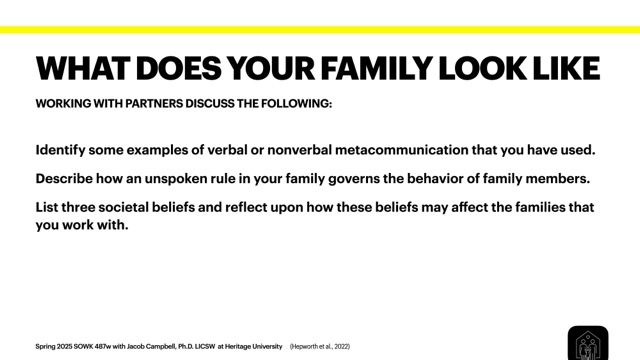 WHAT DOES YOUR FAMILY LOOK LIKE
WORKING WITH PARTNERS DISCUSS THE FOLLOWING:
Identify some examples of verbal or nonverbal metacommunication that you have used.
Describe how an unspoken rule in your family governs the behavior of family members.
List three societal beliefs and reflect upon how these beliefs may affect the families that
you work with.
Spring 2025 SOWK 487w with Jacob Campbell, Ph.D. LICSW at Heritage University (Hepworth et al., 2022)